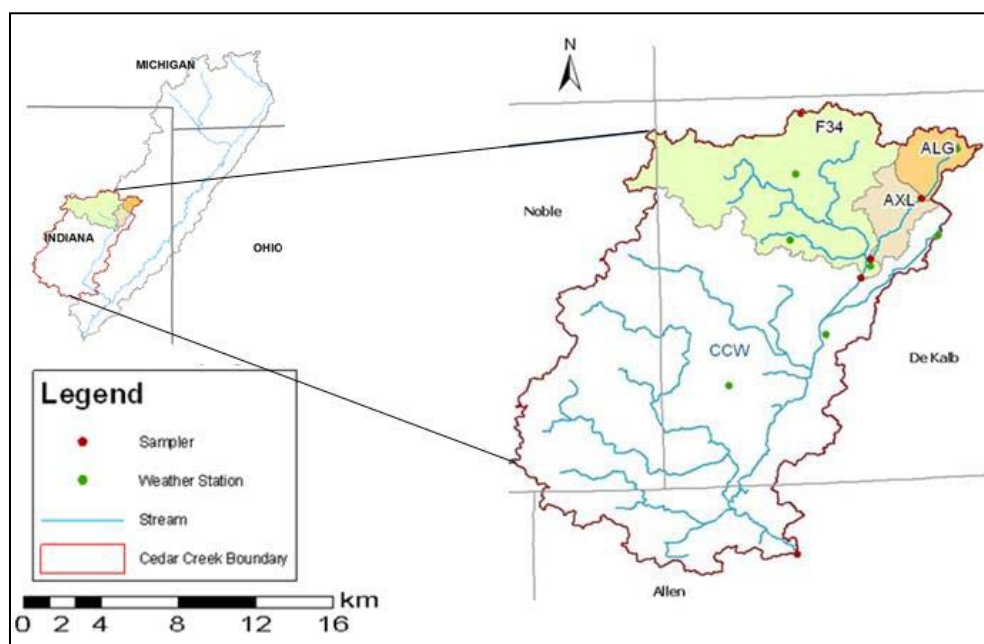 MICHIGAN
INDIANA
OHIO
N
F34
ALG
AXL
Noble
CCW
De Kalb
Allen
Legend
Sampler
Weather Station
Stream
Cedar Creek Boundary
km
0 2 4 8 12 16